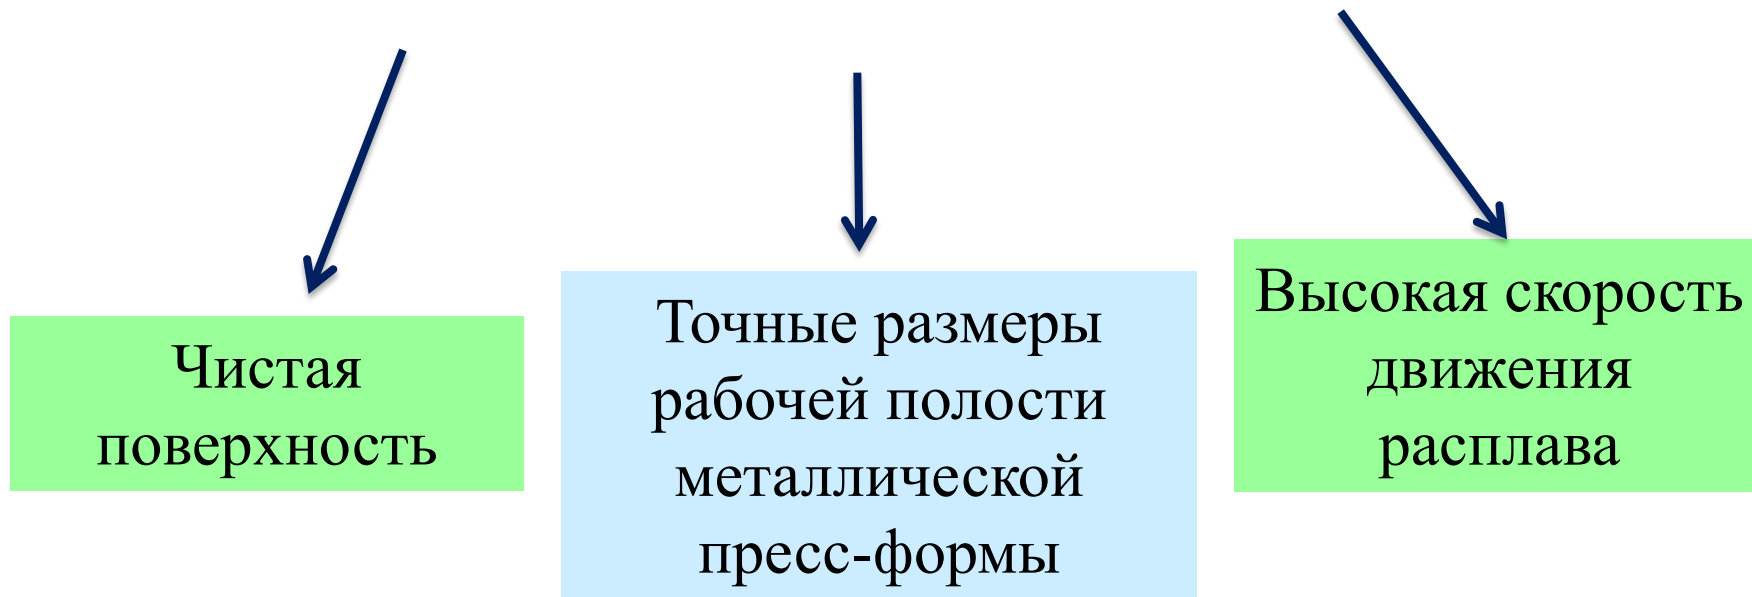 Чистая
поверхность
Точные размеры
рабочей полости
металлической
пресс-формы
Высокая скорость
движения
расплава